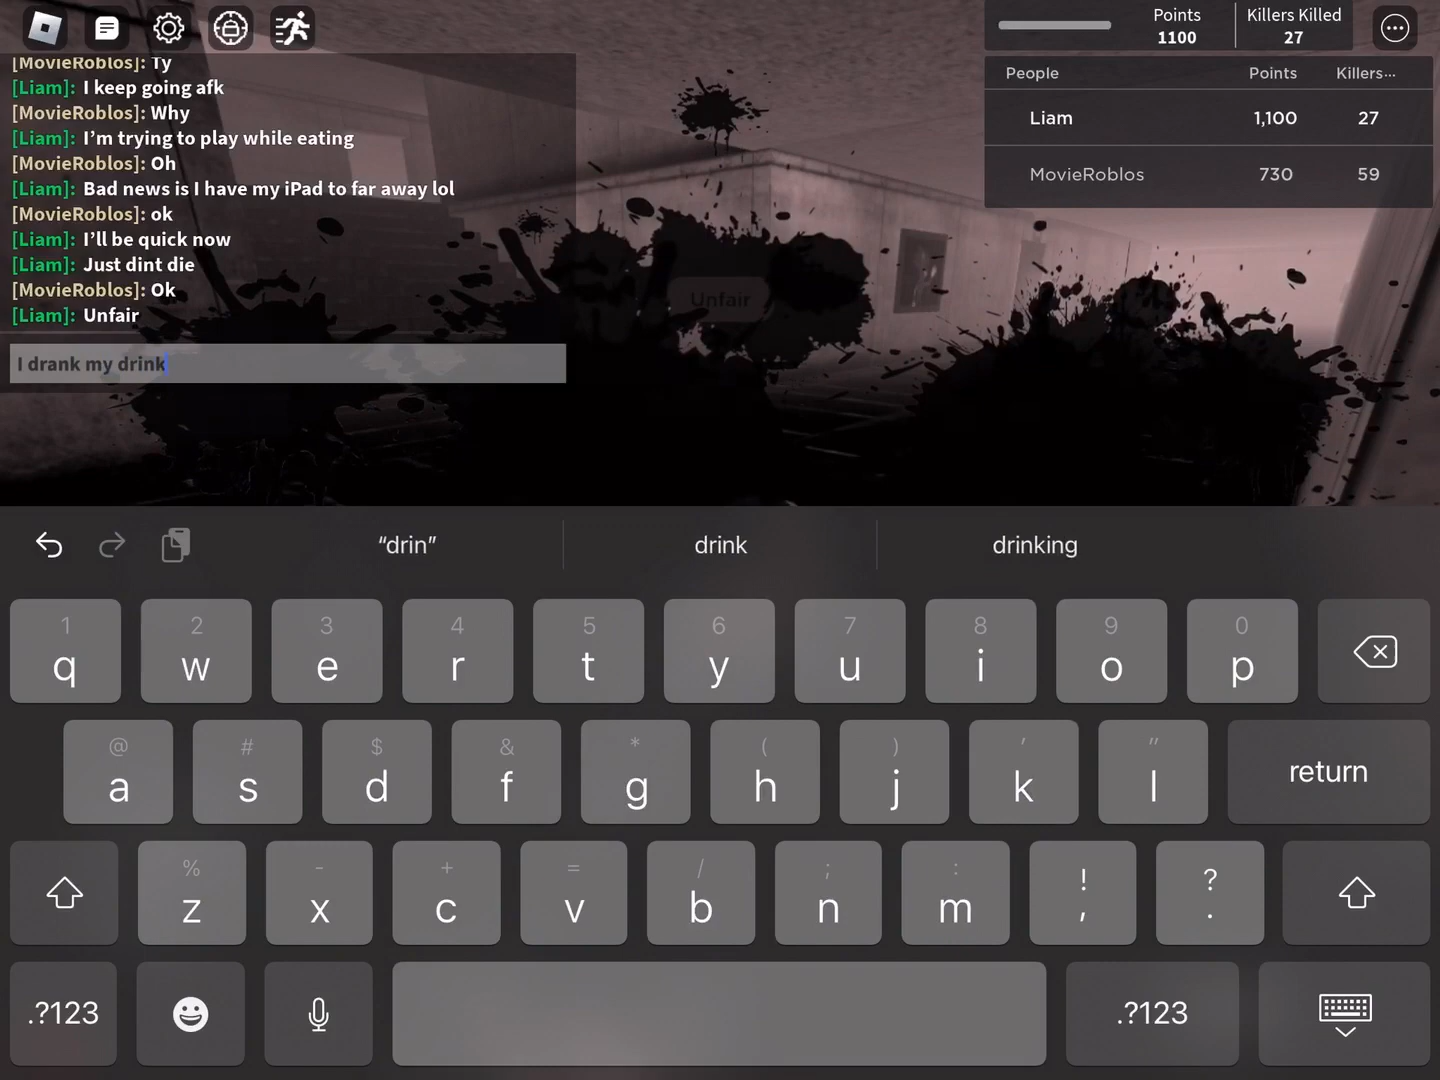 Points
1100
Killers Killed
27
People Points Killers...
Liam 1,100 27
MovieRoblos 730 59
[MovieRoblos]: Ty
[Liam]: I keep going afk
[MovieRoblos]: Why
[Liam]: I'm trying to play while eating
[MovieRoblos]: Oh
[Liam]: Bad news is I have my iPad to far away lol
[MovieRoblos]: ok
[Liam]: I'll be quick now
[Liam]: Just dint die
[MovieRoblos]: Ok
[Liam]: Unfair
Unfair
I drank my drink
“drin” drink drinking
1 2 3 4 5 6 7 8 9 0
q w e r t y u i o p
@ # $ & * ( ) ' "
a s d f g h j k l return
% - + = / ; : ! ?
z x c v b n m , .
.?123 .?123